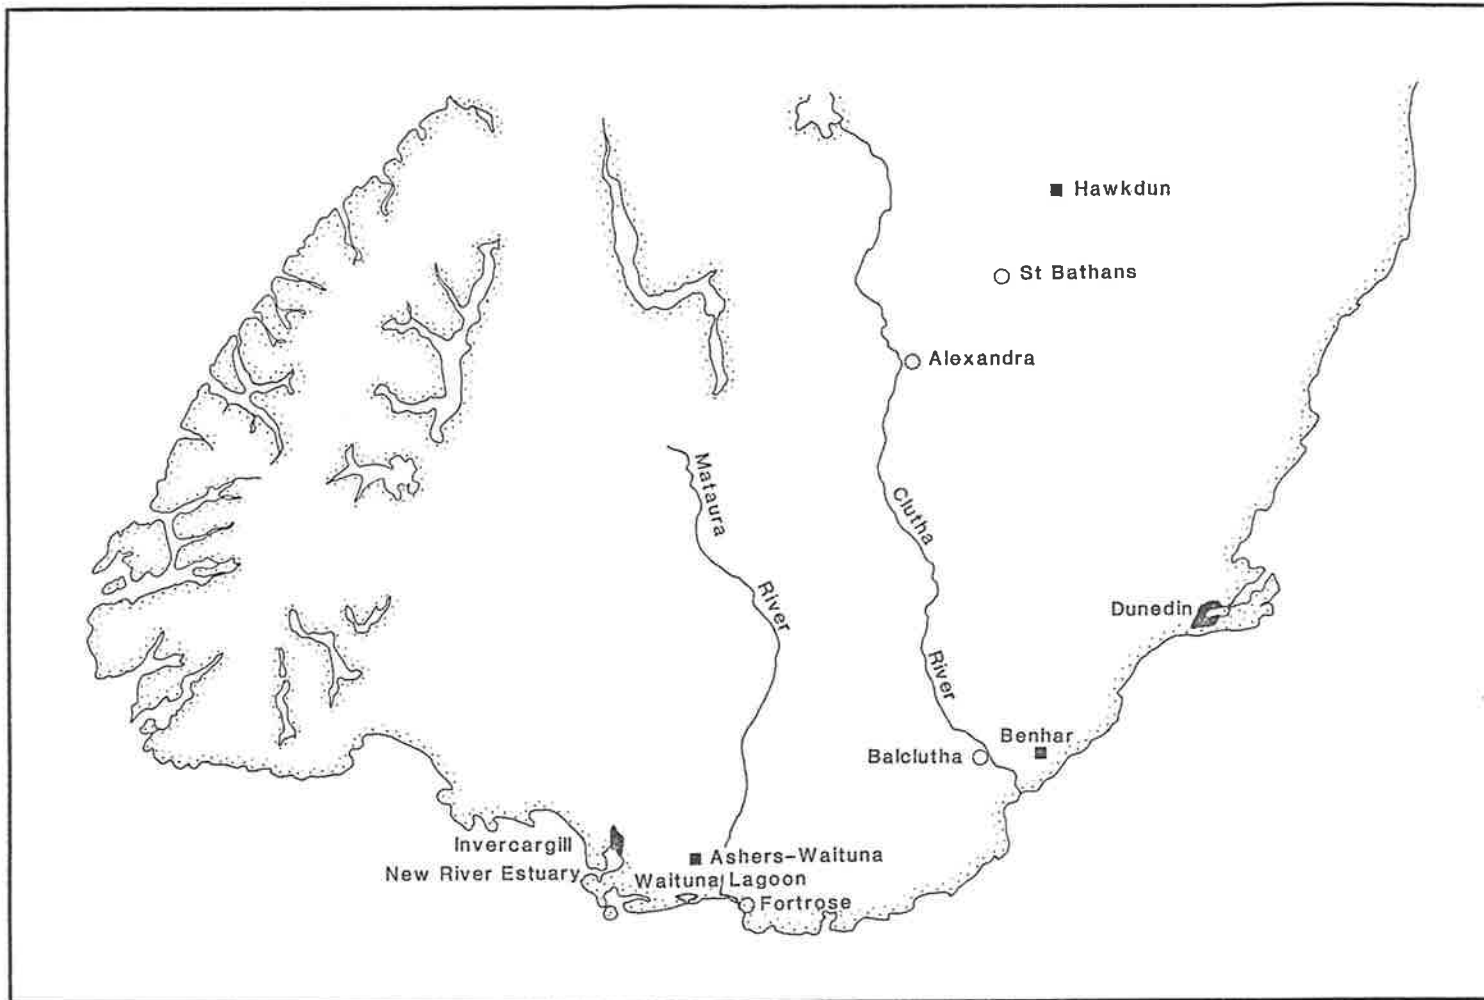 Hawkdun
St Bathans
Alexandra
Mataura
River
Clutha
River
Dunedin
Benhar
Balclutha
Invercargill
Ashers-Waituna
New River Estuary
Waituna Lagoon
Fortrose